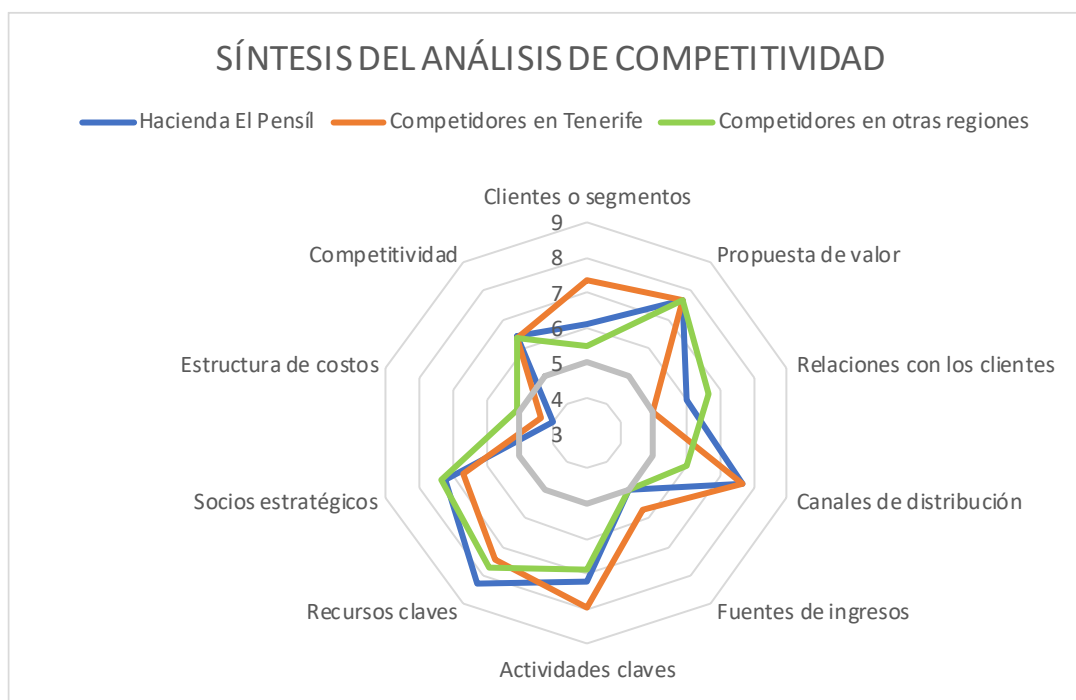 SÍNTESIS DEL ANÁLISIS DE COMPETITIVIDAD
Hacienda El Pensíl Competidores en Tenerife Competidores en otras regiones
Clientes o segmentos
9
Competitividad
8
Propuesta de valor
7
6
Estructura de costos
5
Relaciones con los clientes
4
3
Socios estratégicos
Canales de distribución
Recursos claves
Fuentes de ingresos
Actividades claves